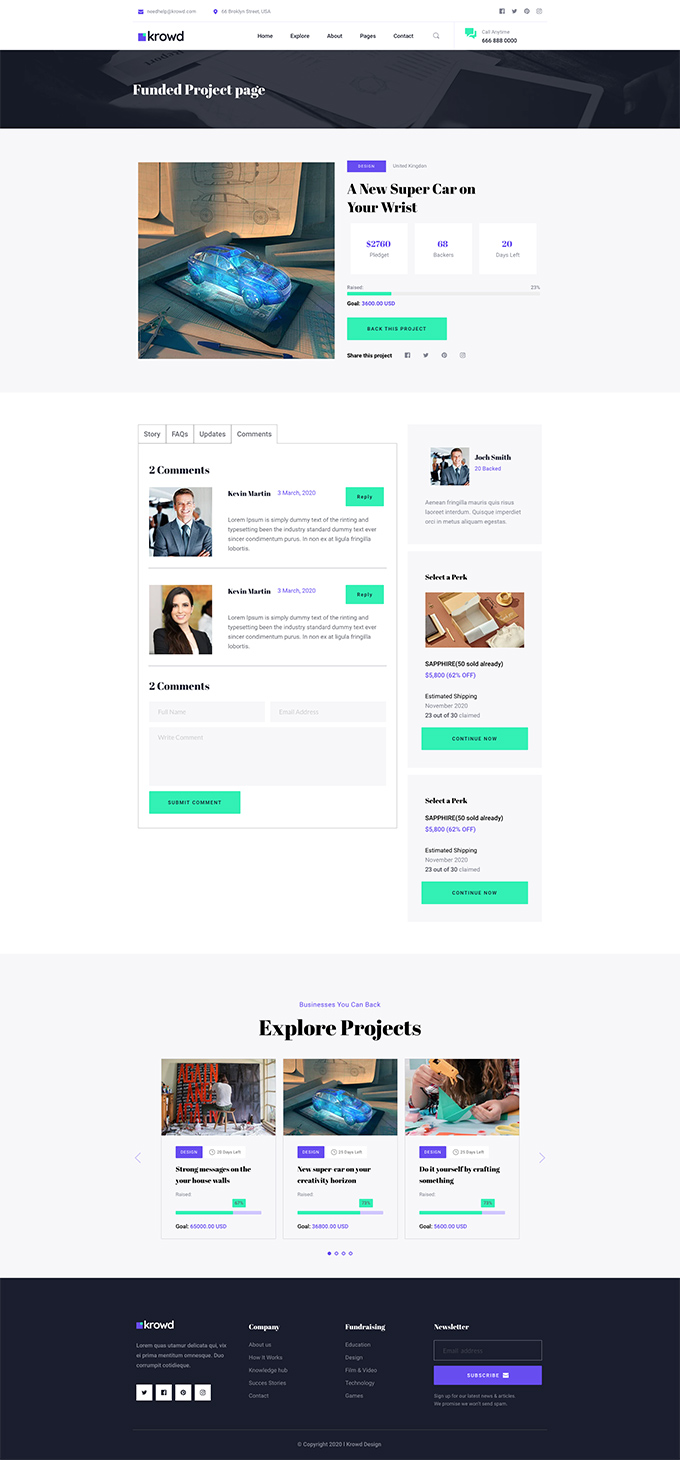 needhelp@krowd.com
66 Broklyn Street, USA
krowd
Home
Explore
About
Pages
Contact
Call Anytime
666 888 0000
Funded Project page
DESIGN
United Kingdon
A New Super Car on
Your Wrist
$2760
Pledget
68
Backers
20
Days Left
Raised:
23%
Goal: 3600.00 USD
BACK THIS PROJECT
Share this project
Story
FAQs
Updates
Comments
2 Comments
Kevin Martin
3 March, 2020
Reply
Lorem Ipsum is simply dummy text of the rinting and
typesetting been the industry standard dummy text ever
sincer condimentum purus. In non ex at ligula fringilla
lobortis.
Kevin Martin
3 March, 2020
Reply
Lorem Ipsum is simply dummy text of the rinting and
typesetting been the industry standard dummy text ever
sincer condimentum purus. In non ex at ligula fringilla
lobortis.
2 Comments
Full Name
Email Address
Write Comment
SUBMIT COMMENT
Joch Smith
20 Backed
Aenean fringilla mauris quis risus
laoreet interdum. Quisque imperdiet
orci in metus aliquam egestas.
Select a Perk
SAPPHIRE(50 sold already)
$5,800 (62% OFF)
Estimated Shipping
November 2020
23 out of 30 claimed
CONTINUE NOW
Select a Perk
SAPPHIRE(50 sold already)
$5,800 (62% OFF)
Estimated Shipping
November 2020
23 out of 30 claimed
CONTINUE NOW
Businesses You Can Back
Explore Projects
DESIGN
Days Left
Strong messages on the
your house walls
Raised:
67%
Goal: 65000.00 USD
DESIGN
25 Days Left
New super-car on your
creativity horizon
Raised:
Goal: 36800.00 USD
DESIGN
25 Days Left
Do it yourself by crafting
something
Raised:
Goal: 5600.00 USD
krowd
Lorem quas utamur delicata qui, vix
ei prima mentitum omoesque. Duo
corrumpit cotidieque.
Company
About us
How It Works
Knowledge hub
Succes Stories
Contact
Fundraising
Education
Design
Film & Video
Technology
Games
Newsletter
Email address
SUBSCRIBE
Sign up for our latest news & articles.
We promise we won't send spam.
© Copyright 2020 | Krowd Design